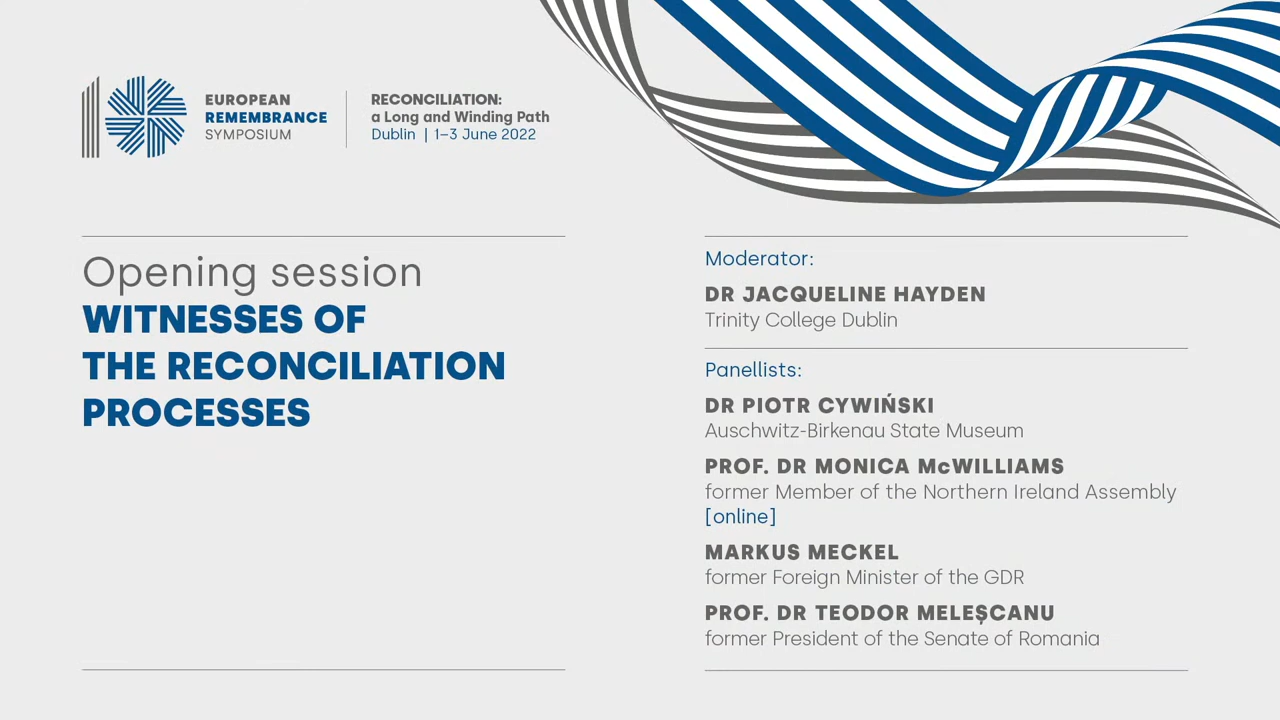 EUROPEAN
REMEMBRANCE
SYMPOSIUM
RECONCILIATION:
a Long and Winding Path
Dublin | 1–3 June 2022
Opening session
WITNESSES OF
THE RECONCILIATION
PROCESSES
Moderator:
DR JACQUELINE HAYDEN
Trinity College Dublin
Panellists:
DR PIOTR CYWIŃSKI
Auschwitz-Birkenau State Museum
PROF. DR MONICA McWILLIAMS
former Member of the Northern Ireland Assembly
[online]
MARKUS MECKEL
former Foreign Minister of the GDR
PROF. DR TEODOR MELEȘCANU
former President of the Senate of Romania